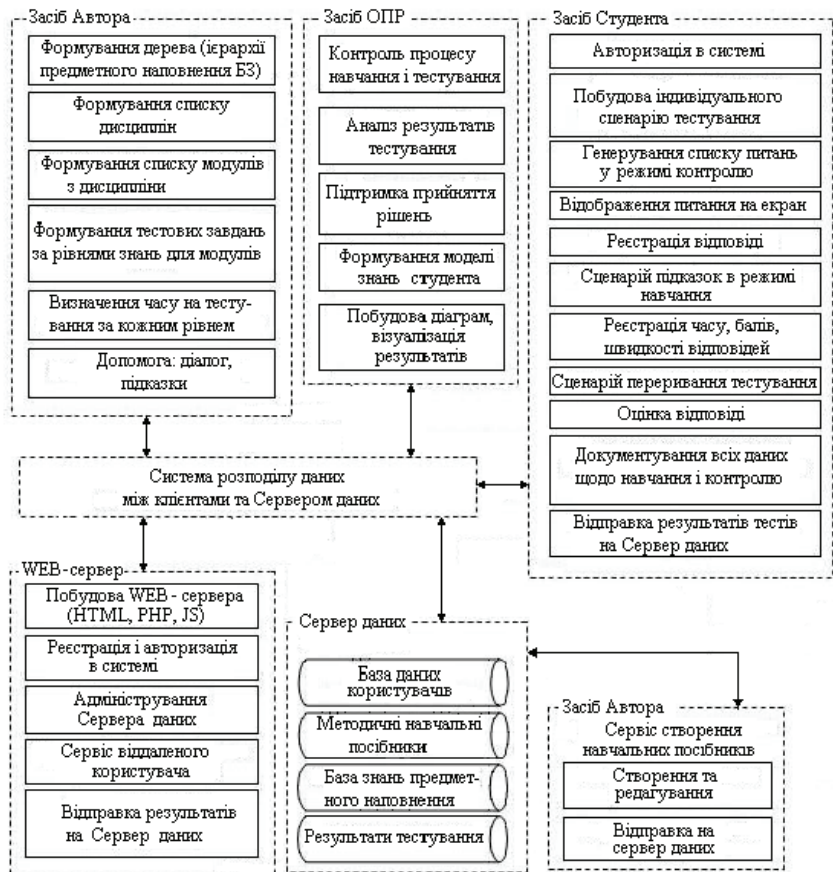 Засіб Автора
Формування дерева (ієрархії
предметного наповнення БЗ)
Формування списку
дисциплін
Формування списку модулів
з дисципліни
Формування тестових завдань
за рівнями знань для модулів
Визначення часу на тесту-
вання за кожним рівнем
Допомога: діалог,
підказки
Засіб ОПР
Контроль процесу
навчання і тестування
Аналіз результатів
тестування
Підтримка прийняття
рішень
Формування моделі
знань студента
Побудова діаграм,
візуалізація
результатів
Засіб Студента
Авторизація в системі
Побудова індивідуального
сценарію тестування
Генерування списку питань
у режимі контролю
Відображення питання на екран
Реєстрація відповіді
Сценарій підказок в режимі
навчання
Реєстрація часу, балів,
швидкості відповідей
Сценарій переривання тестування
Оцінка відповіді
Документування всіх даних
щодо навчання і контролю
Відправка результатів тестів
на Сервер даних
Система розподілу даних
між клієнтами та Сервером даних
WEB-сервер
Побудова WEB - сервера
(HTML, PHP, JS)
Реєстрація і авторизація
в системі
Адміністрування
Сервера даних
Сервіс віддаленого
користувача
Відправка результатів
на Сервер даних
Сервер даних
База даних
користувачів
Методичні навчальні
посібники
База знань предмет-
ного наповнення
Результати тестування
Засіб Автора
Сервіс створення
навчальних посібників
Створення та
редагування
Відправка на
сервер даних